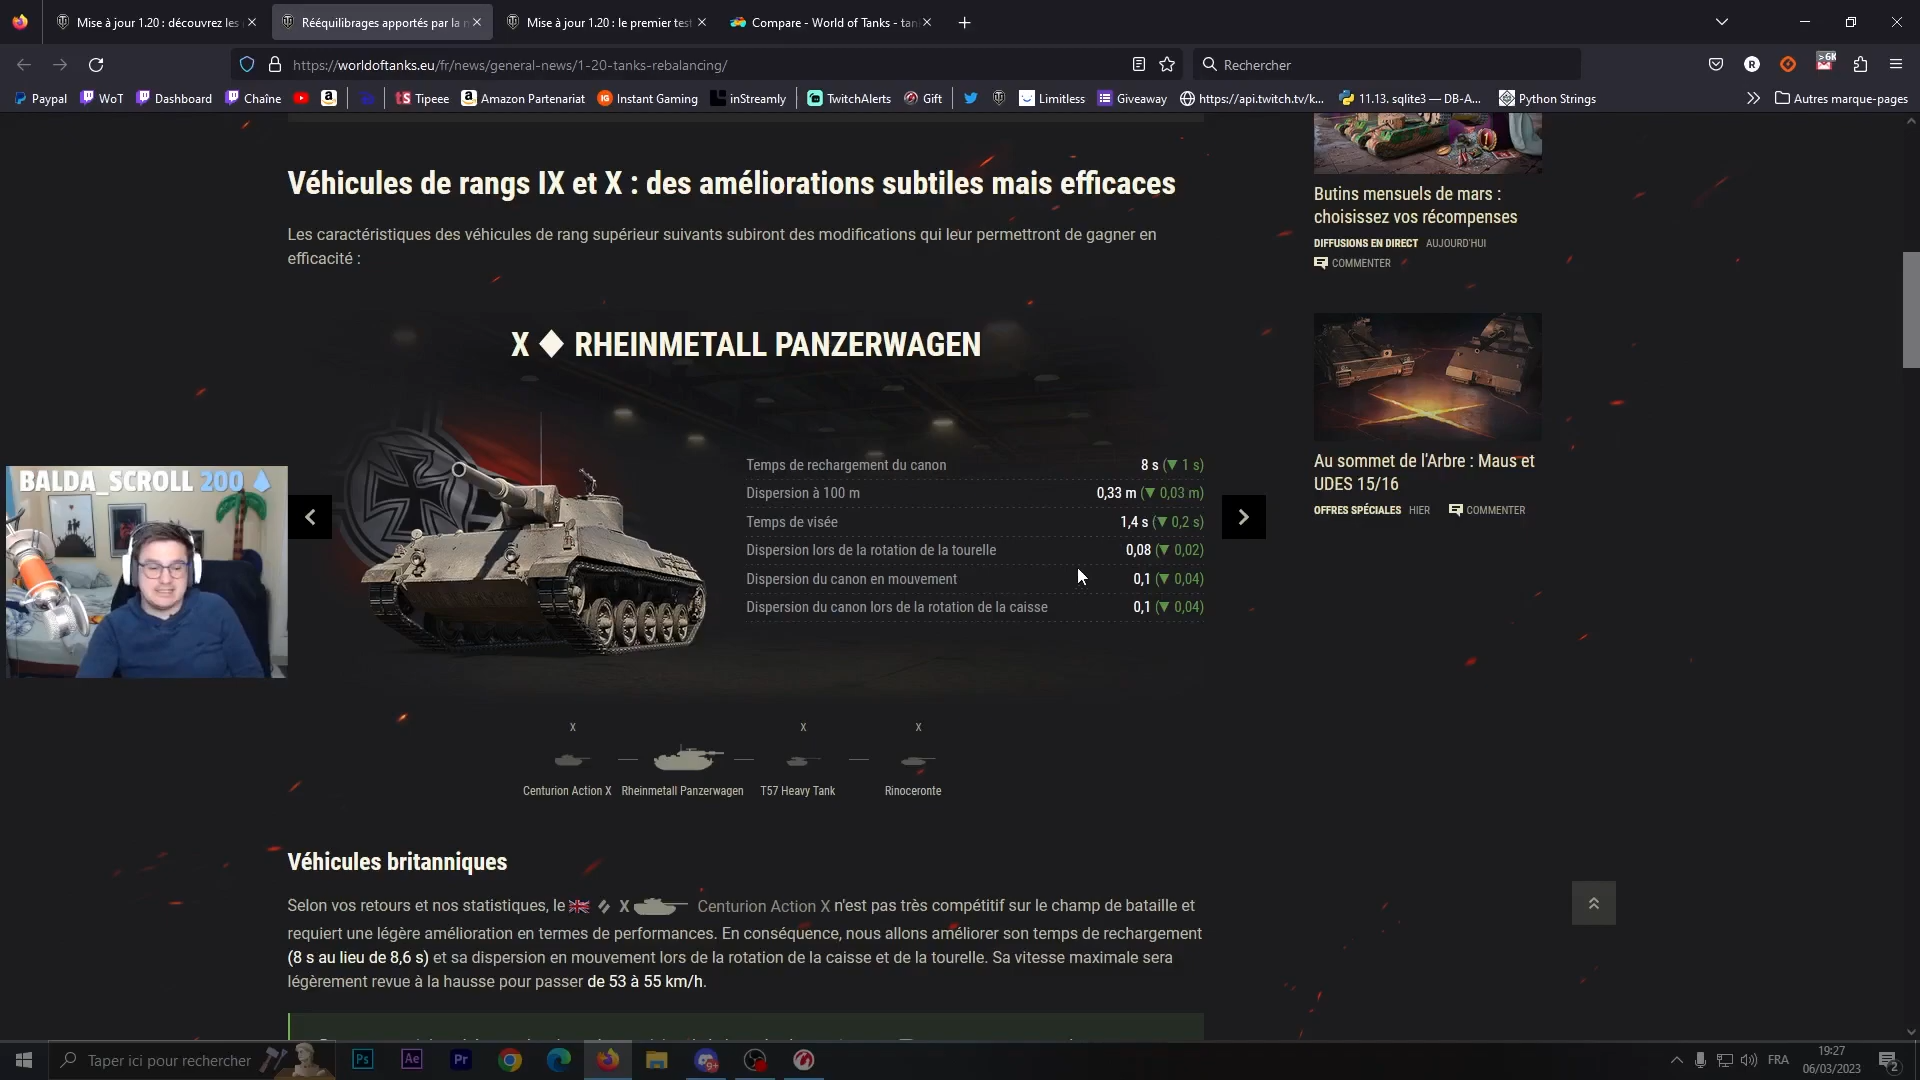 Mise à jour 1.20 : découvrez les
Rééquilibrages apportés par la n
Mise à jour 1.20 : le premier test
Compare - World of Tanks - tan
https://worldoftanks.eu/fr/news/general-news/1-20-tanks-rebalancing/
Rechercher
>6K
Paypal
WoT
Dashboard
Chaîne
Tipeee
Amazon Partenariat
Instant Gaming
inStreamly
TwitchAlerts
Gift
Limitless
Giveaway
https://api.twitch.tv/k...
11.13. sqlite3 — DB-A...
Python Strings
Autres marque-pages
Véhicules de rangs IX et X : des améliorations subtiles mais efficaces
Les caractéristiques des véhicules de rang supérieur suivants subiront des modifications qui leur permettront de gagner en
efficacité :
X ♦ RHEINMETALL PANZERWAGEN
Temps de rechargement du canon 8 s (▼ 1 s)
Dispersion à 100 m 0,33 m (▼ 0,03 m)
Temps de visée 1,4 s (▼ 0,2 s)
Dispersion lors de la rotation de la tourelle 0,08 (▼ 0,02)
Dispersion du canon en mouvement 0,1 (▼ 0,04)
Dispersion du canon lors de la rotation de la caisse 0,1 (▼ 0,04)
BALDA_SCROLL 200
X X X
Centurion Action X Rheinmetall Panzerwagen T57 Heavy Tank Rinoceronte
Véhicules britanniques
Selon vos retours et nos statistiques, le X Centurion Action X n'est pas très compétitif sur le champ de bataille et
requiert une légère amélioration en termes de performances. En conséquence, nous allons améliorer son temps de rechargement
(8 s au lieu de 8,6 s) et sa dispersion en mouvement lors de la rotation de la caisse et de la tourelle. Sa vitesse maximale sera
légèrement revue à la hausse pour passer de 53 à 55 km/h.
Butins mensuels de mars :
choisissez vos récompenses
DIFFUSIONS EN DIRECT AUJOURD'HUI
COMMENTER
Au sommet de l'Arbre : Maus et
UDES 15/16
OFFRES SPÉCIALES HIER COMMENTER
Taper ici pour rechercher
Ps
Ae
Pr
9+
FRA
19:27
06/03/2023
2